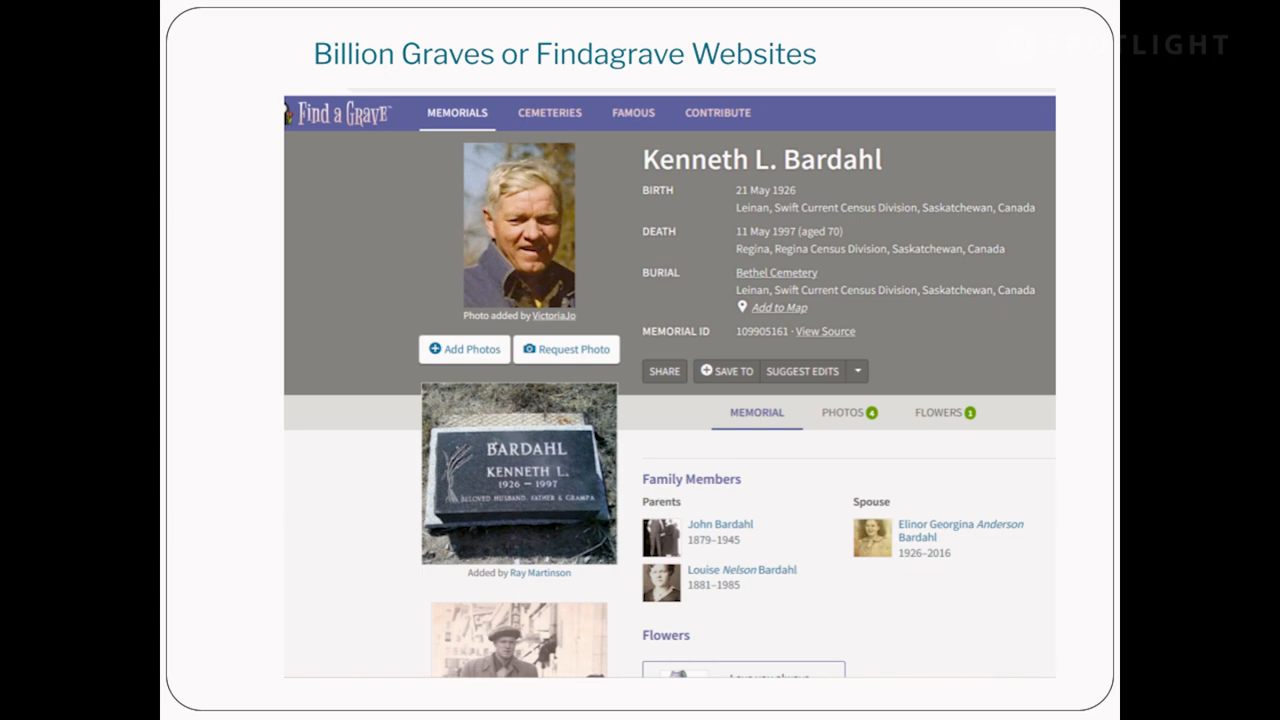 Billion Graves or Findagrave Websites
SPOTLIGHT
Find a Grave™ MEMORIALS CEMETERIES FAMOUS CONTRIBUTE
Kenneth L. Bardahl
BIRTH 21 May 1926
Leinan, Swift Current Census Division, Saskatchewan, Canada
DEATH 11 May 1997 (aged 70)
Regina, Regina Census Division, Saskatchewan, Canada
BURIAL Bethel Cemetery
Leinan, Swift Current Census Division, Saskatchewan, Canada
Add to Map
MEMORIAL ID 109905161 · View Source
Photo added by VictoriaJo
Add Photos Request Photo
SHARE SAVE TO SUGGEST EDITS
MEMORIAL PHOTOS 4 FLOWERS 1
BARDAHL
KENNETH L.
1926 – 1997
BELOVED HUSBAND, FATHER & GRAMPA
Added by Ray Martinson
Family Members
Parents
John Bardahl
1879–1945
Louise Nelson Bardahl
1881–1985
Spouse
Elinor Georgina Anderson
Bardahl
1926–2016
Flowers